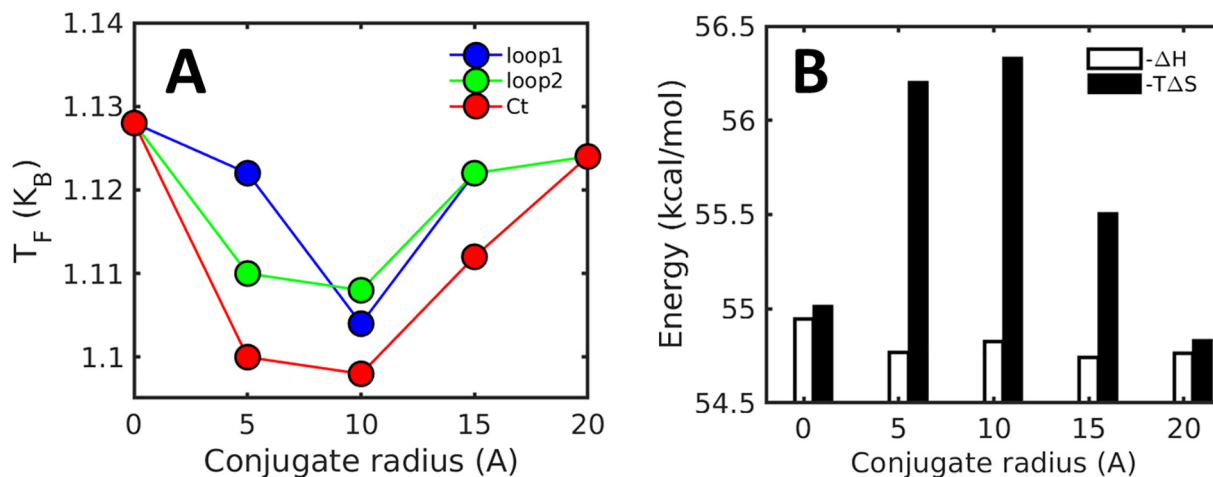 A
loop1
loop2
Ct
1.14
1.13
1.12
1.11
1.1
T_F (K_B)
0 5 10 15 20
Conjugate radius (A)
B
-ΔH
-TΔS
56.5
56
55.5
55
54.5
Energy (kcal/mol)
0 5 10 15 20
Conjugate radius (A)